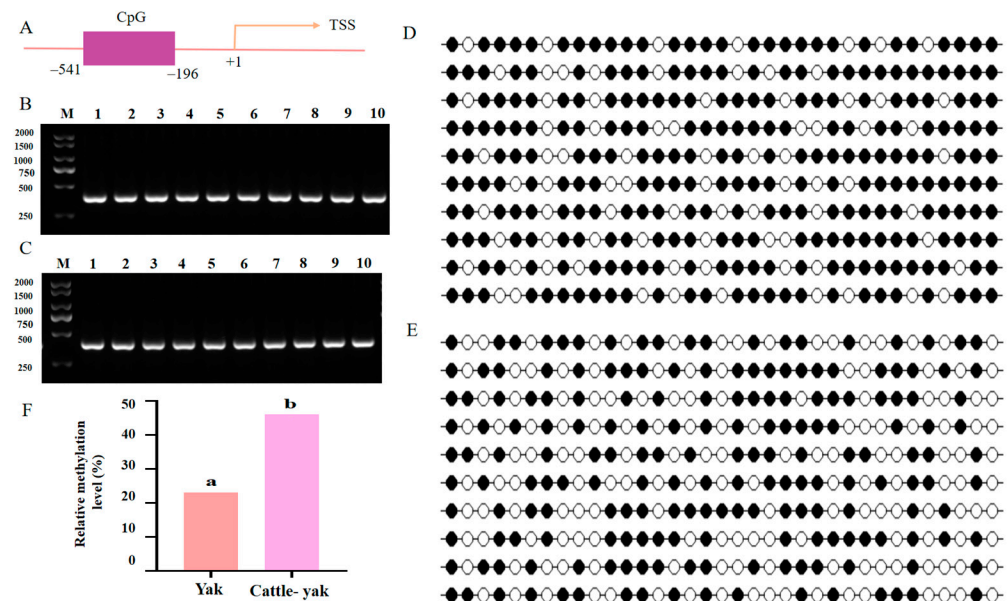 A
CpG
TSS
–541
–196
+1
B
M 1 2 3 4 5 6 7 8 9 10
2000
1500
1000
750
500
250
C
M 1 2 3 4 5 6 7 8 9 10
2000
1500
1000
750
500
250
F
Relative methylation
level (%)
50
40
30
20
10
0
a
b
Yak
Cattle- yak
D
E